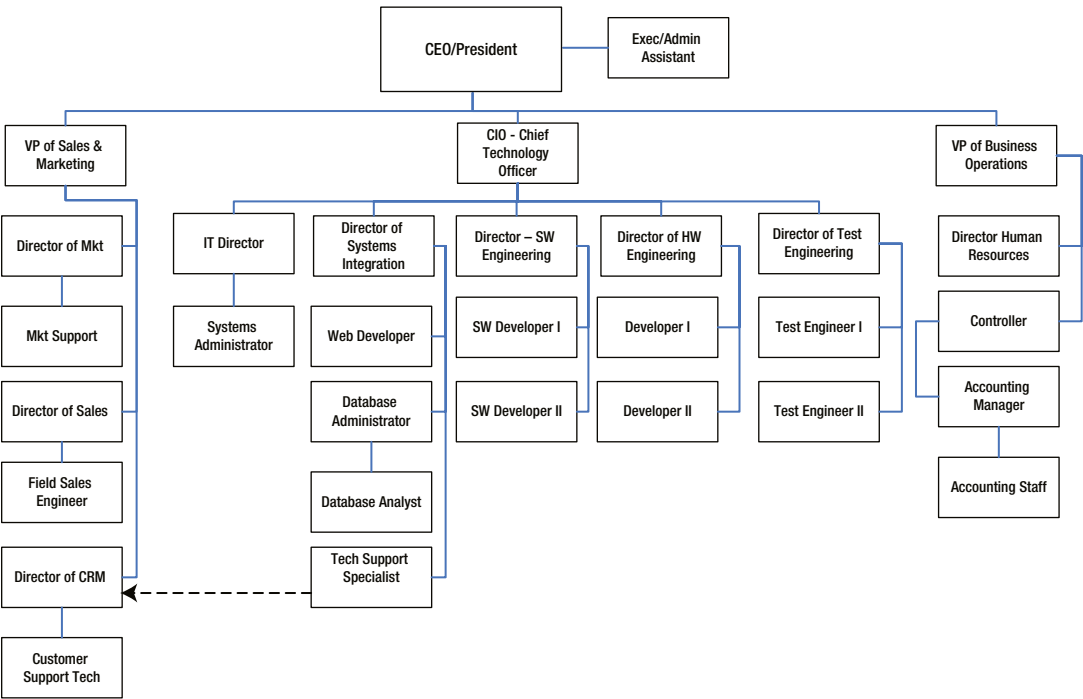 CEO/President
Exec/Admin
Assistant
VP of Sales &
Marketing
CIO - Chief
Technology
Officer
VP of Business
Operations
Director of Mkt
IT Director
Director of
Systems
Integration
Director – SW
Engineering
Director of HW
Engineering
Director of Test
Engineering
Director Human
Resources
Mkt Support
Systems
Administrator
Web Developer
SW Developer I
Developer I
Test Engineer I
Controller
Director of Sales
Database
Administrator
SW Developer II
Developer II
Test Engineer II
Accounting
Manager
Field Sales
Engineer
Database Analyst
Accounting Staff
Director of CRM
Tech Support
Specialist
Customer
Support Tech